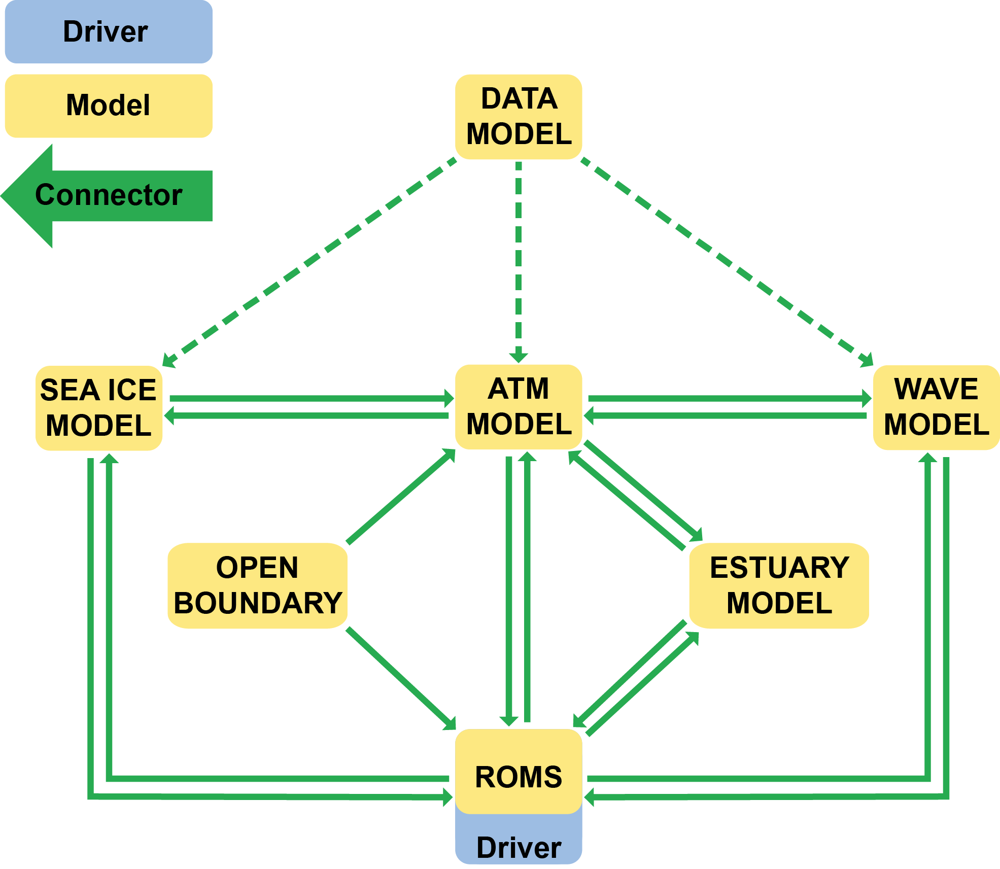 Driver
Model
Connector
DATA
MODEL
SEA ICE
MODEL
ATM
MODEL
WAVE
MODEL
OPEN
BOUNDARY
ESTUARY
MODEL
ROMS
Driver